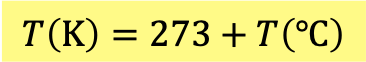 T(K) = 273 + T(°C)